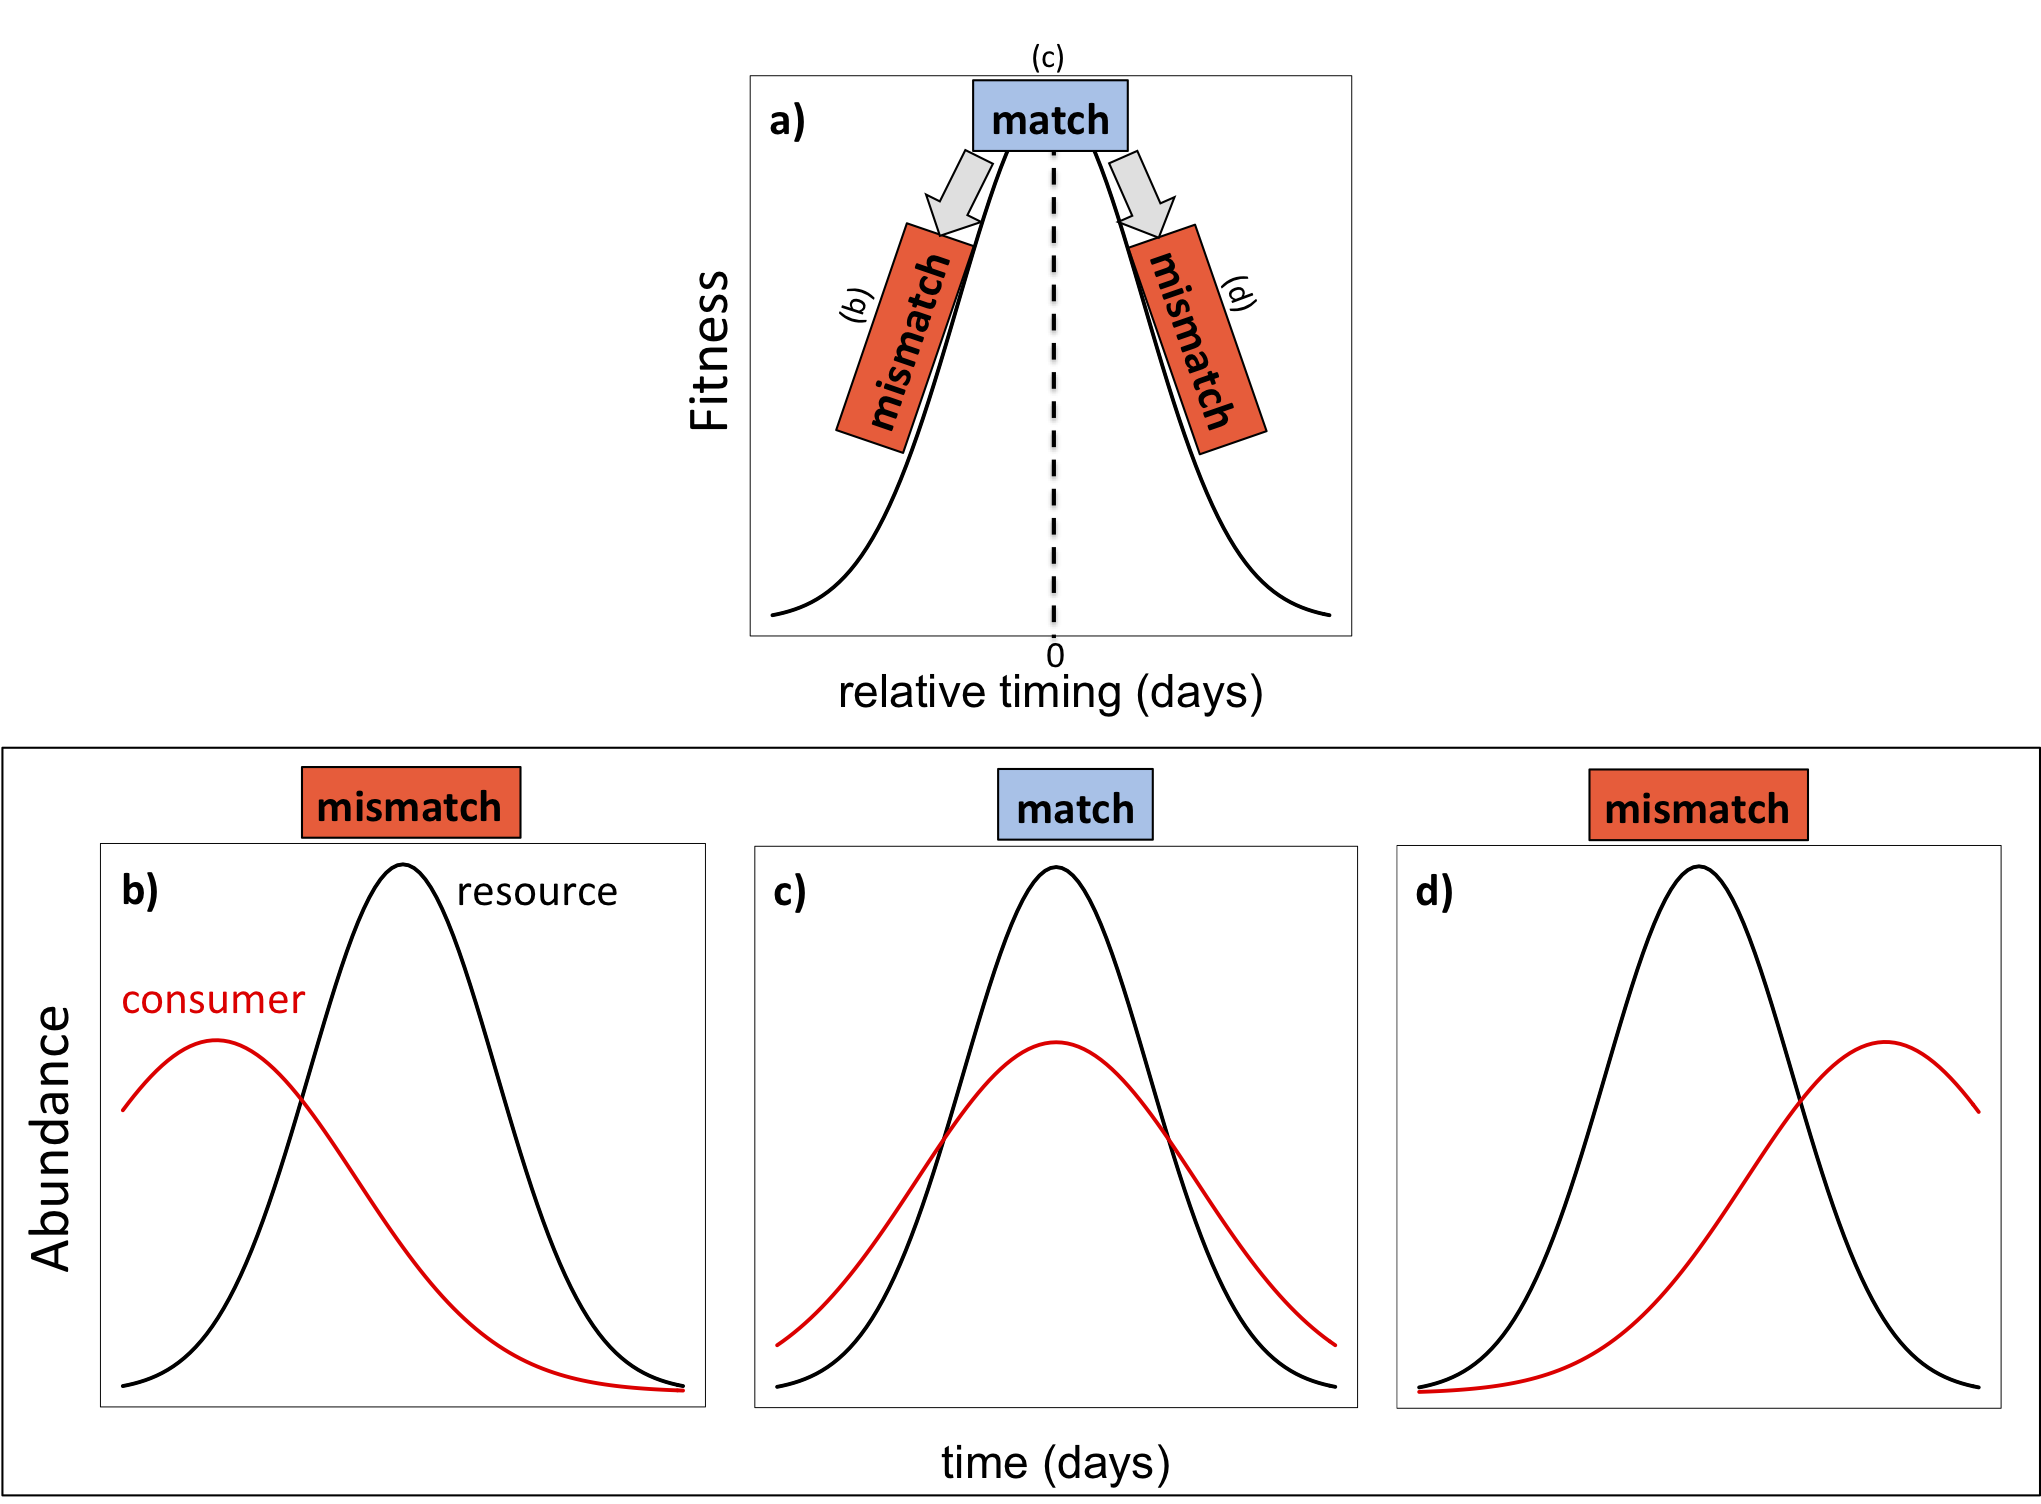 (c)
a)
match
mismatch
(b)
mismatch
(d)
Fitness
0
relative timing (days)
mismatch
match
mismatch
b)
resource
consumer
c)
d)
Abundance
time (days)